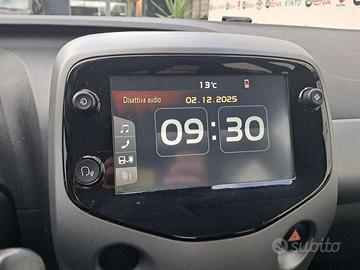 13°c
Disattiva audio
02.12.2025
09:30
subito